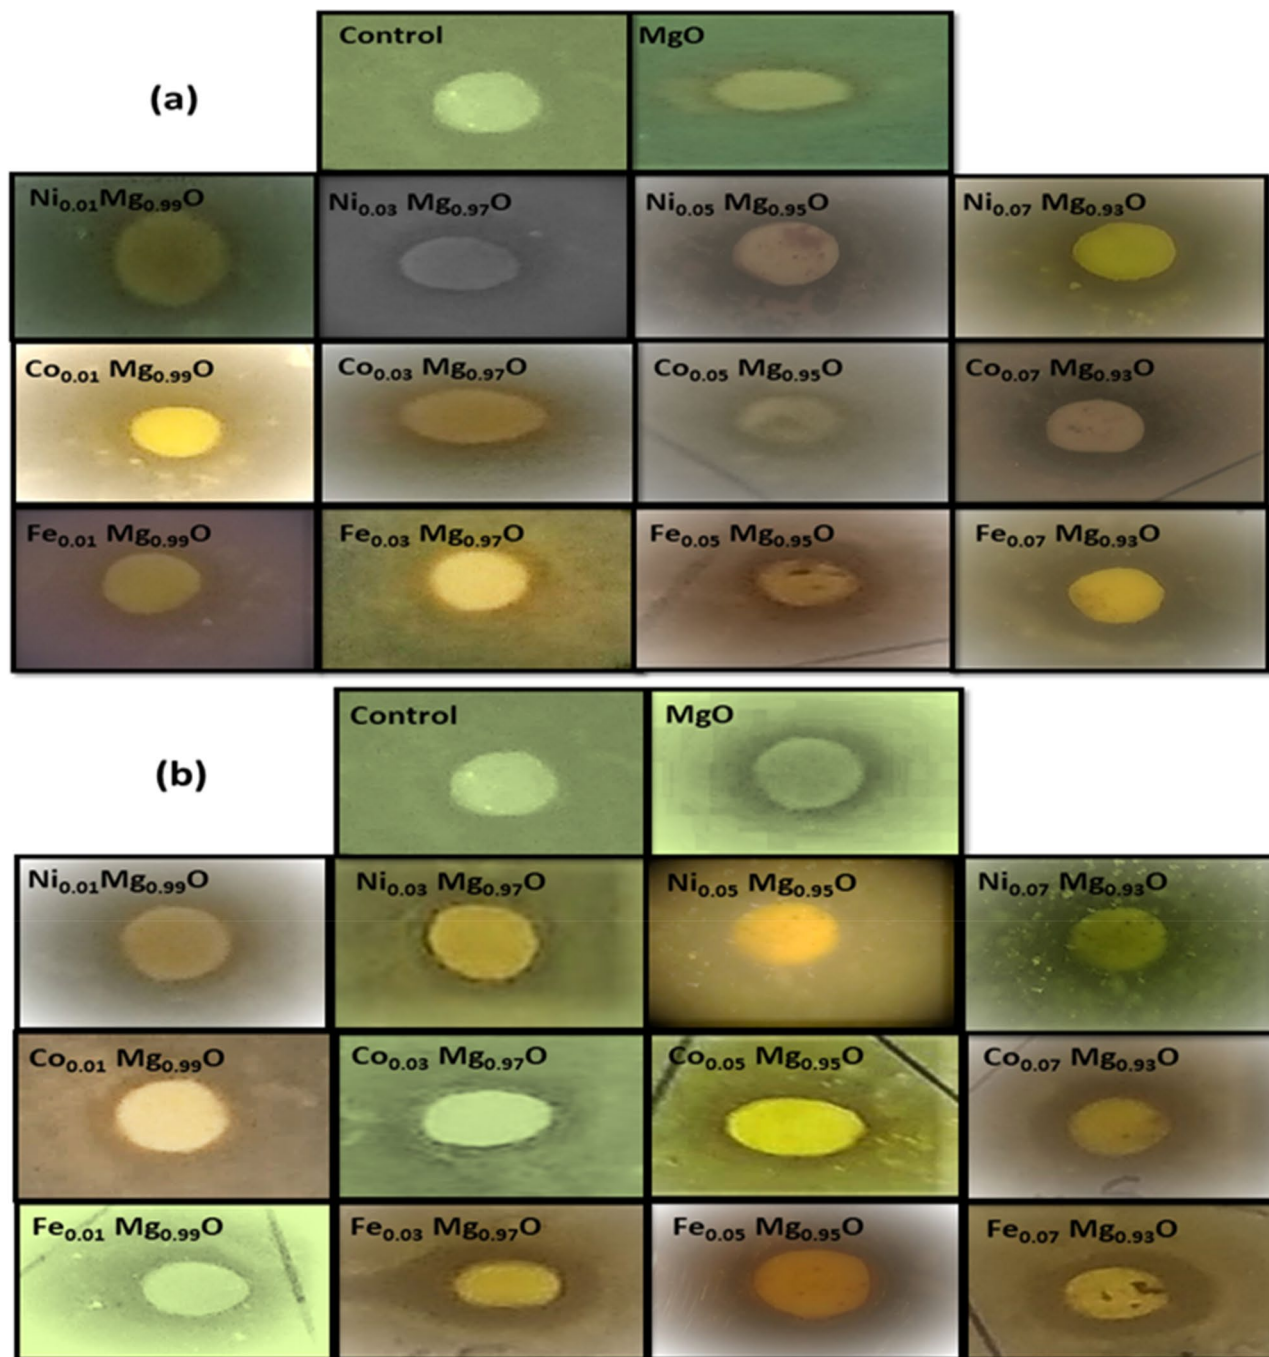 Control MgO
(a)
Ni0.01Mg0.99O Ni0.03 Mg0.97O Ni0.05 Mg0.95O Ni0.07 Mg0.93O
Co0.01 Mg0.99O Co0.03 Mg0.97O Co0.05 Mg0.95O Co0.07 Mg0.93O
Fe0.01 Mg0.99O Fe0.03 Mg0.97O Fe0.05 Mg0.95O Fe0.07 Mg0.93O
Control MgO
(b)
Ni0.01Mg0.99O Ni0.03 Mg0.97O Ni0.05 Mg0.95O Ni0.07 Mg0.93O
Co0.01 Mg0.99O Co0.03 Mg0.97O Co0.05 Mg0.95O Co0.07 Mg0.93O
Fe0.01 Mg0.99O Fe0.03 Mg0.97O Fe0.05 Mg0.95O Fe0.07 Mg0.93O